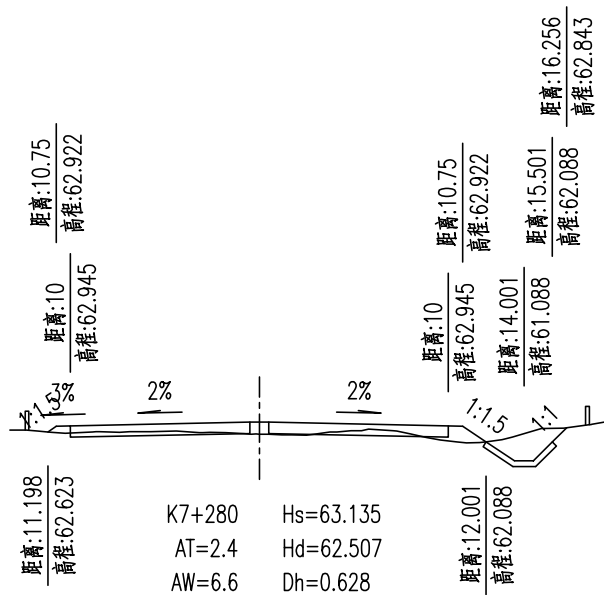 距离:16.256
高程:62.843
距离:10.75
高程:62.922
距离:10.75
高程:62.922
距离:15.501
高程:62.088
距离:10
高程:62.945
距离:10
高程:62.945
距离:14.001
高程:61.088
1:1.5
3%
2%
2%
1:1.5
1:1
距离:11.198
高程:62.623
距离:12.001
高程:62.088
K7+280
Hs=63.135
AT=2.4
Hd=62.507
AW=6.6
Dh=0.628